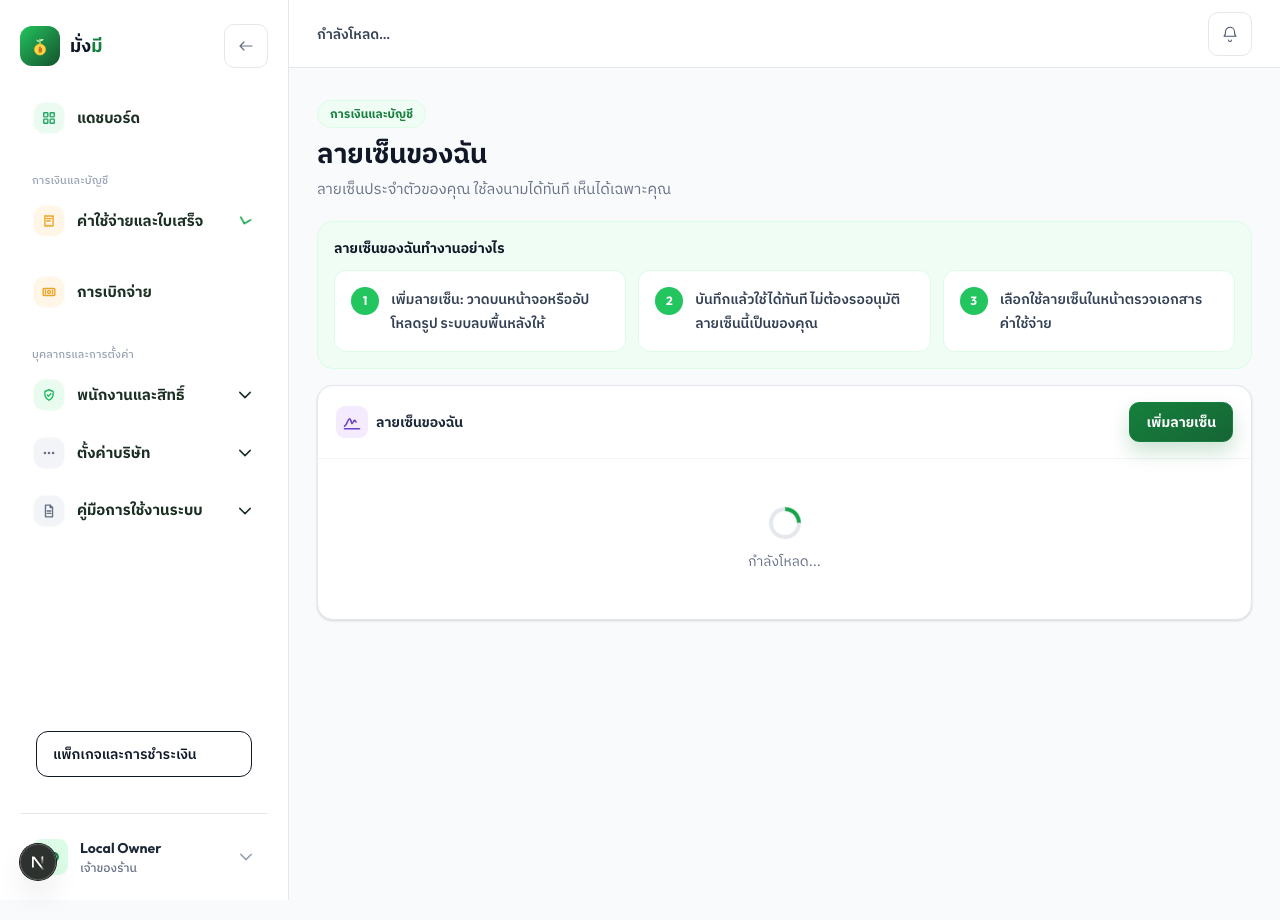 มั่งมี
กำลังโหลด...
แดชบอร์ด
การเงินและบัญชี
ค่าใช้จ่ายและใบเสร็จ
การเบิกจ่าย
บุคลากรและการตั้งค่า
พนักงานและสิทธิ์
ตั้งค่าบริษัท
คู่มือการใช้งานระบบ
แพ็กเกจและการชำระเงิน
N
Local Owner
เจ้าของร้าน
การเงินและบัญชี
ลายเซ็นของฉัน
ลายเซ็นประจำตัวของคุณ ใช้ลงนามได้ทันที เห็นได้เฉพาะคุณ
ลายเซ็นของฉันทำงานอย่างไร
1
เพิ่มลายเซ็น: วาดบนหน้าจอหรืออัป
โหลดรูป ระบบลบพื้นหลังให้
2
บันทึกแล้วใช้ได้ทันที ไม่ต้องรออนุมัติ
ลายเซ็นนี้เป็นของคุณ
3
เลือกใช้ลายเซ็นในหน้าตรวจเอกสาร
ค่าใช้จ่าย
ลายเซ็นของฉัน
เพิ่มลายเซ็น
กำลังโหลด...